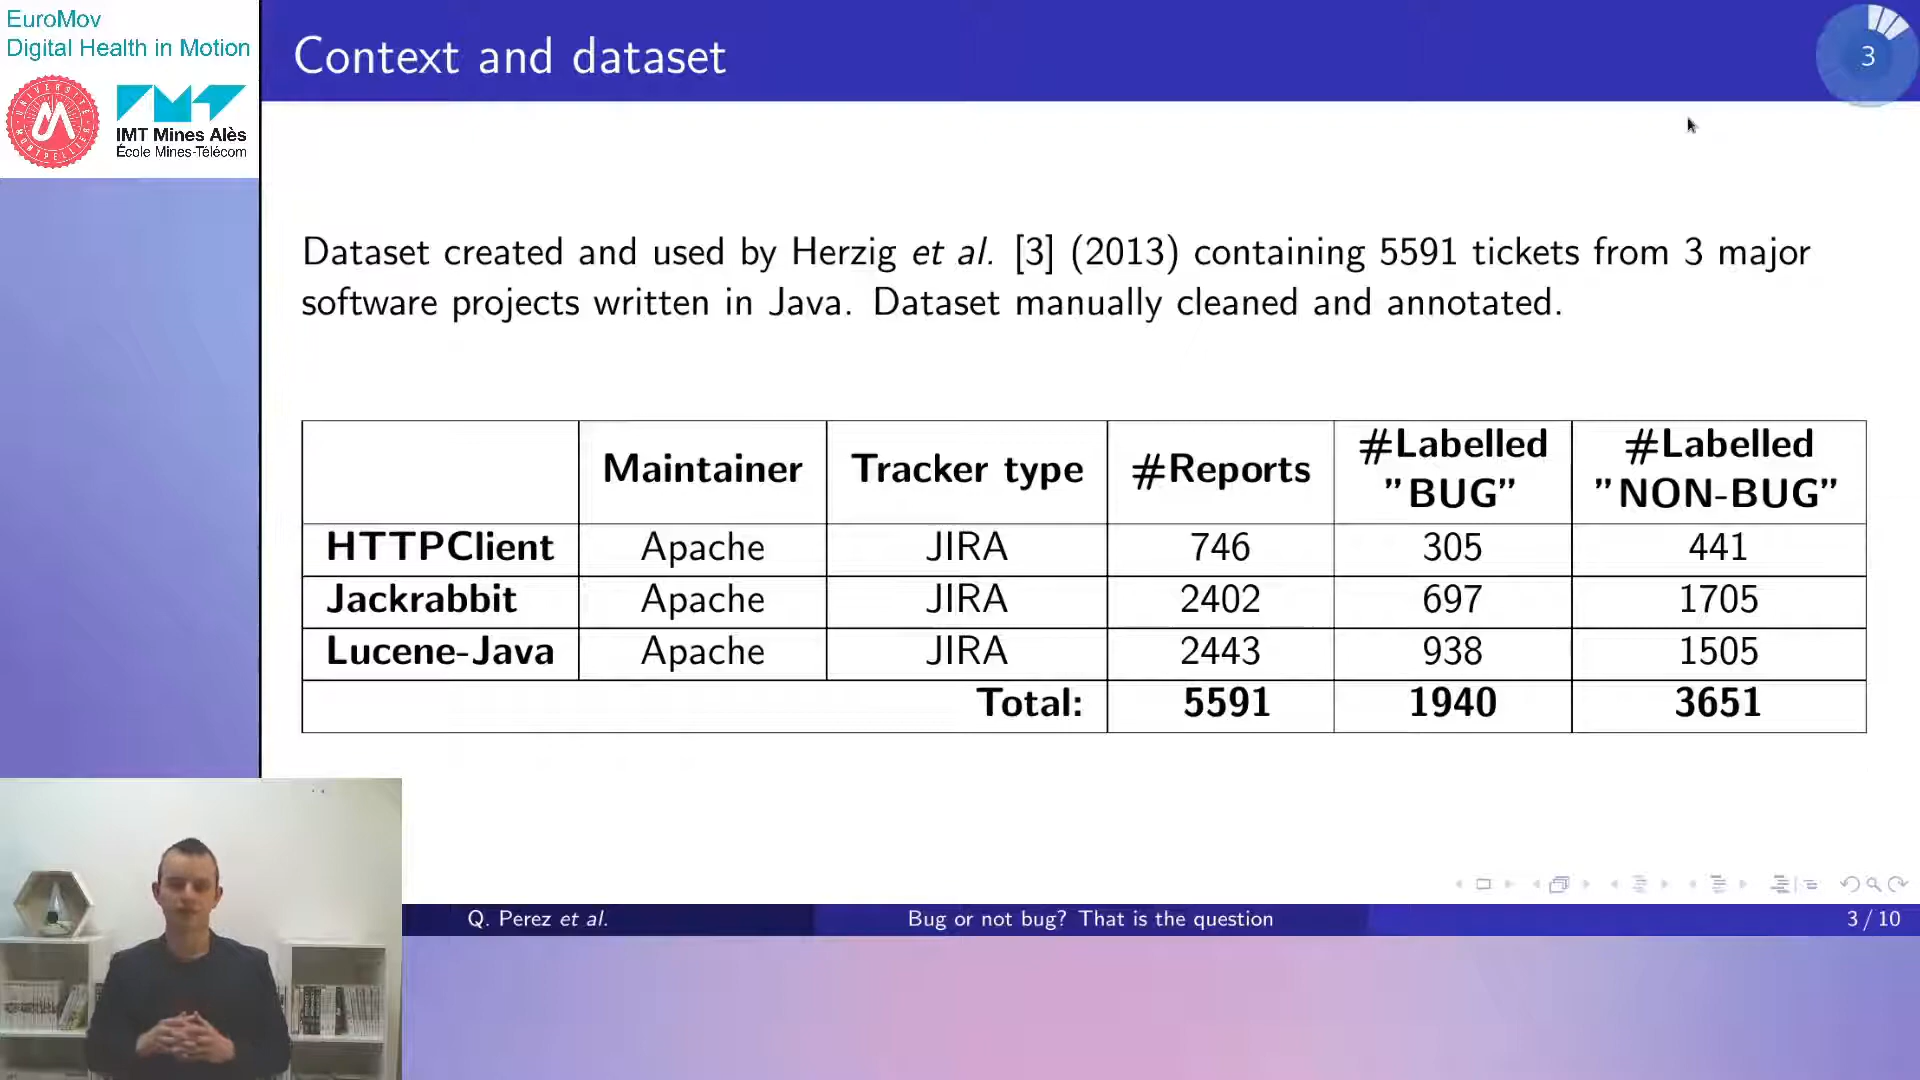 EuroMov
Digital Health in Motion
UNIVERSITÉ
MONTPELLIER
IMT Mines Alès
École Mines-Télécom
Context and dataset
3
Dataset created and used by Herzig et al. [3] (2013) containing 5591 tickets from 3 major
software projects written in Java. Dataset manually cleaned and annotated.
Maintainer Tracker type #Reports #Labelled "BUG" #Labelled "NON-BUG"
HTTPClient Apache JIRA 746 305 441
Jackrabbit Apache JIRA 2402 697 1705
Lucene-Java Apache JIRA 2443 938 1505
Total: 5591 1940 3651
Q. Perez et al. Bug or not bug? That is the question 3 / 10